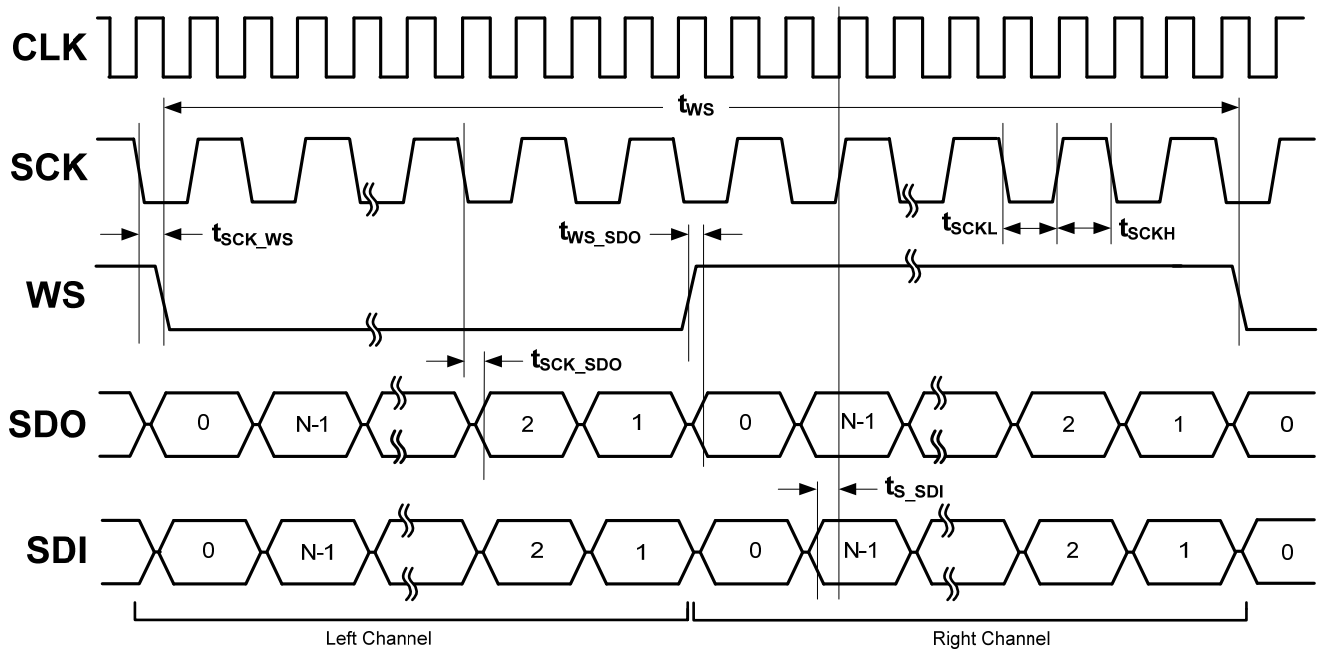 CLK
tWS
SCK
tSCK_WS
tWS_SDO
tSCKL
tSCKH
WS
tSCK_SDO
SDO
0 N-1 2 1 0 N-1 2 1 0
tS_SDI
SDI
0 N-1 2 1 0 N-1 2 1 0
Left Channel Right Channel